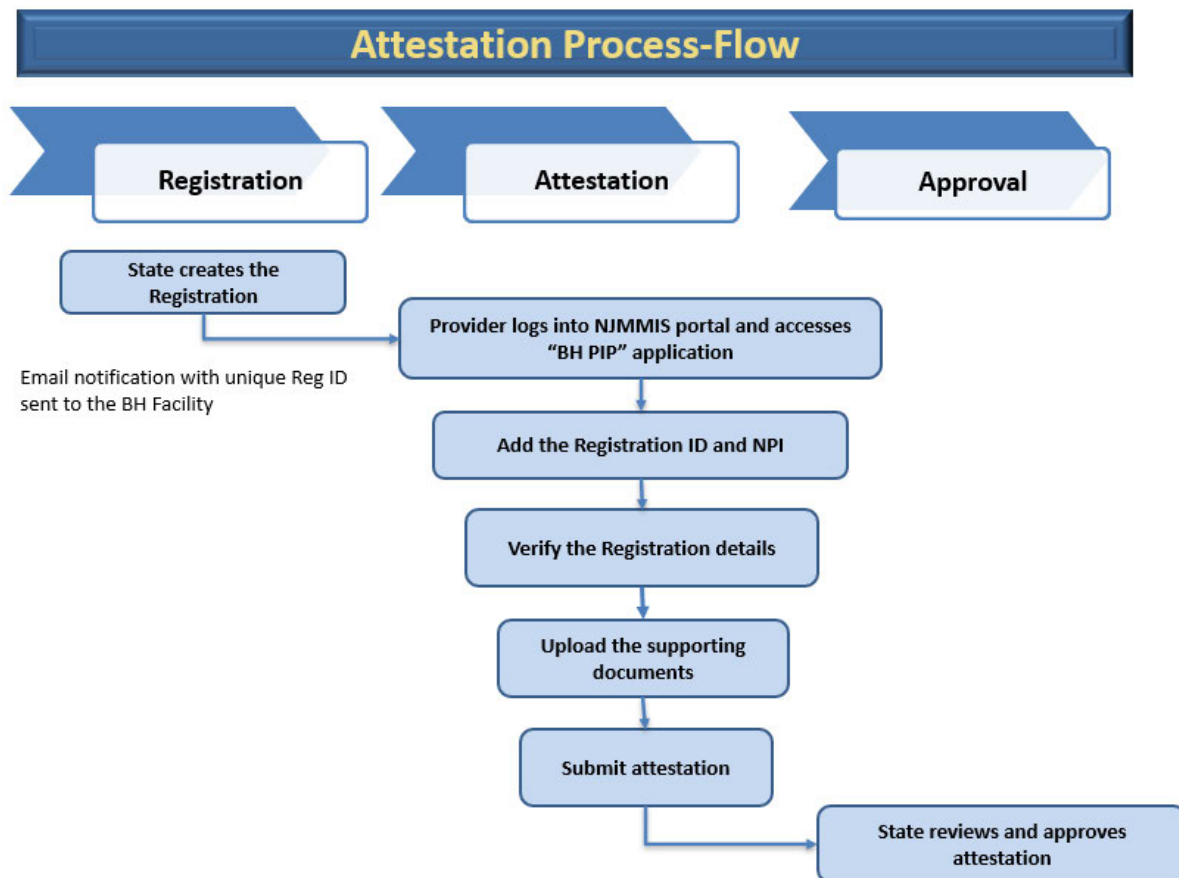 Attestation Process-Flow
Registration
Attestation
Approval
State creates the
Registration
Provider logs into NJMMIS portal and accesses
“BH PIP” application
Email notification with unique Reg ID
sent to the BH Facility
Add the Registration ID and NPI
Verify the Registration details
Upload the supporting
documents
Submit attestation
State reviews and approves
attestation